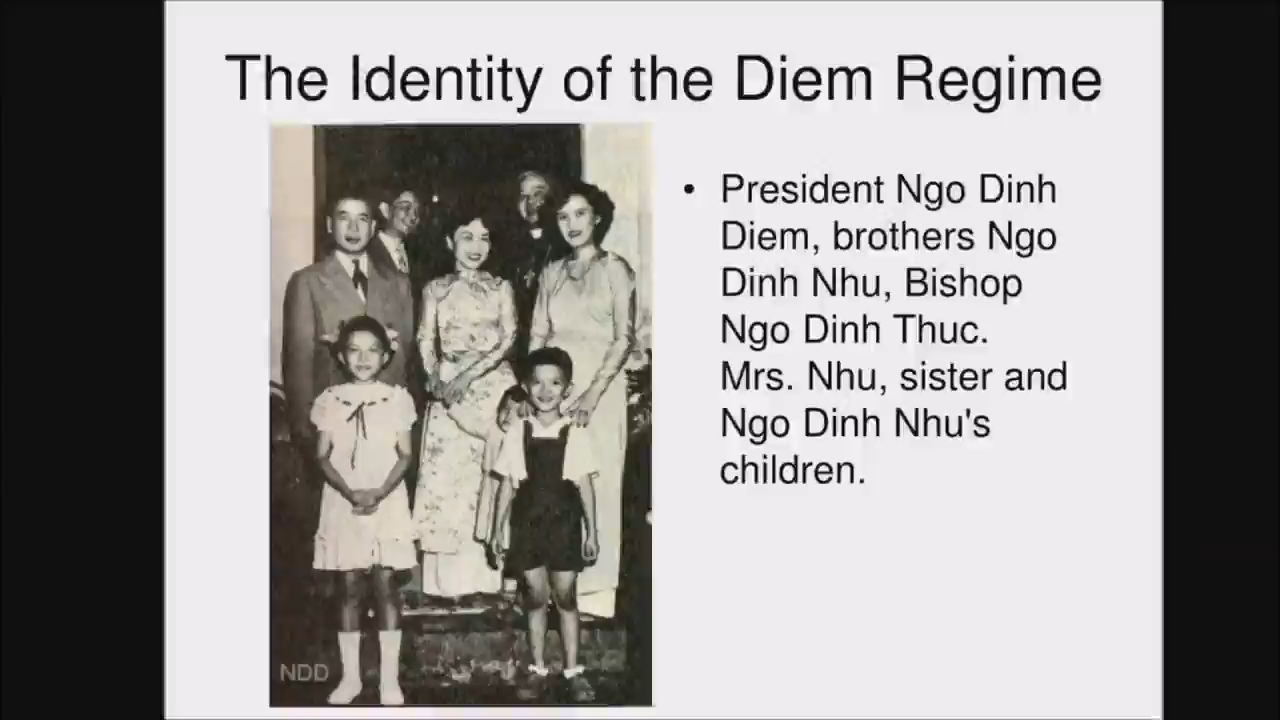 The Identity of the Diem Regime
• President Ngo Dinh
Diem, brothers Ngo
Dinh Nhu, Bishop
Ngo Dinh Thuc.
Mrs. Nhu, sister and
Ngo Dinh Nhu's
children.
NDD